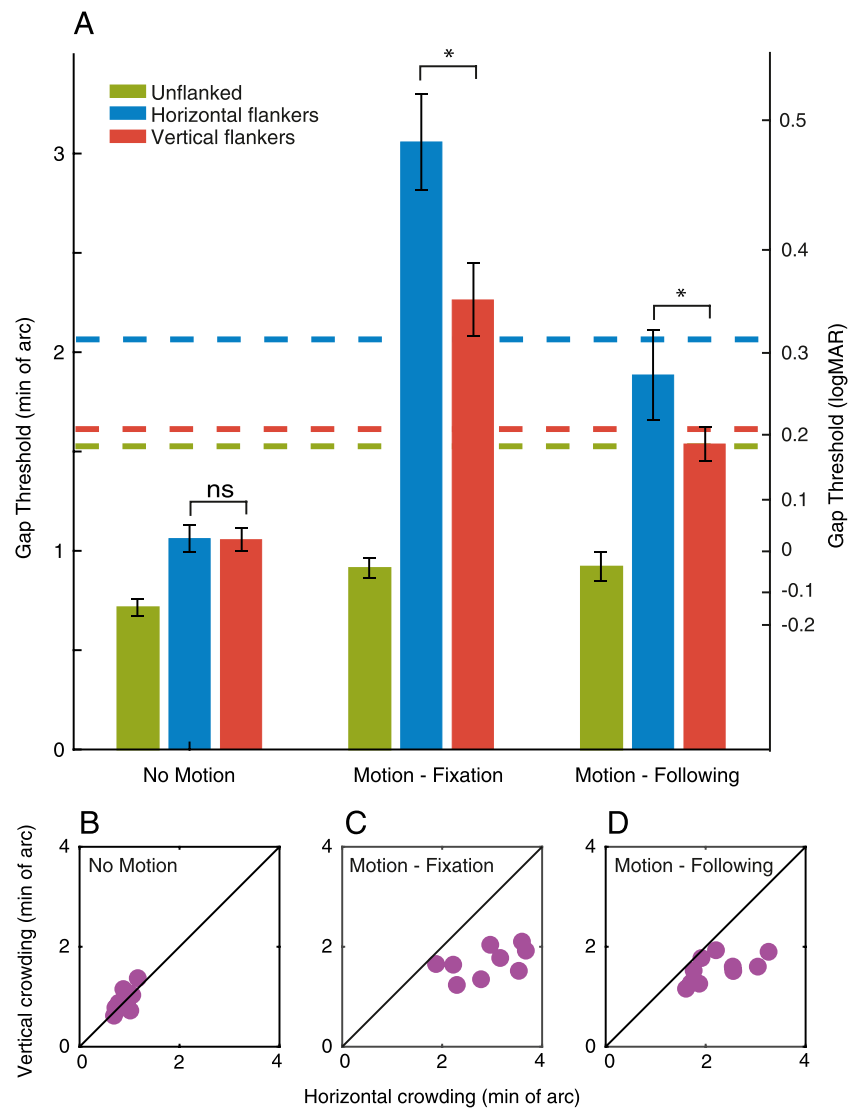 A
Unflanked
Horizontal flankers
Vertical flankers
*
*
ns
3
2
1
0
Gap Threshold (min of arc)
0.5
0.4
0.3
0.2
0.1
0
-0.1
-0.2
Gap Threshold (logMAR)
No Motion
Motion - Fixation
Motion - Following
B
C
D
No Motion
Motion - Fixation
Motion - Following
4
2
0
0
2
4
4
2
0
0
2
4
4
2
0
0
2
4
Vertical crowding (min of arc)
Horizontal crowding (min of arc)